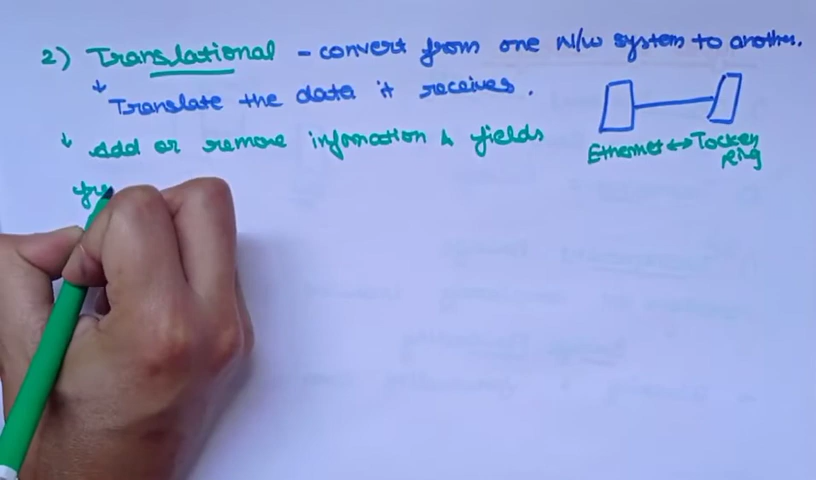 2) Translational - convert from one N/W system to another.
↓ Translate the data it receives.
↓ Add or remove information & fields
Ethernet ↔ Tocken
Ring